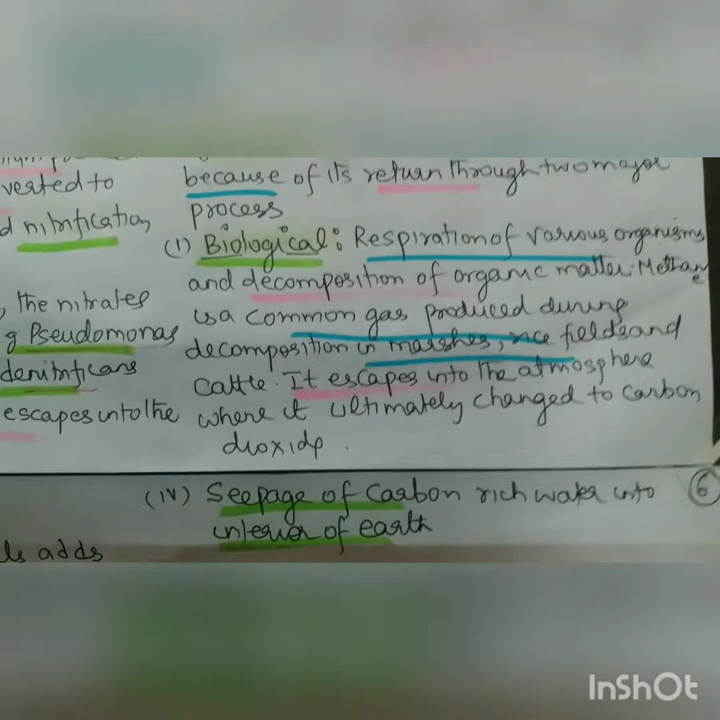 verted to
d nitrification
, the nitrates
g Pseudomonas
denitrificans
escapes into the
because of its return through two major
process
(1) Biological: Respiration of various organisms
and decomposition of organic matter. Methane
is a common gas produced during
decomposition in marshes, rice fields and
cattle. It escapes into the atmosphere
where it ultimately changed to carbon
dioxide.
(IV) Seepage of Carbon rich water into
interior of earth
6
ls adds
InShOt